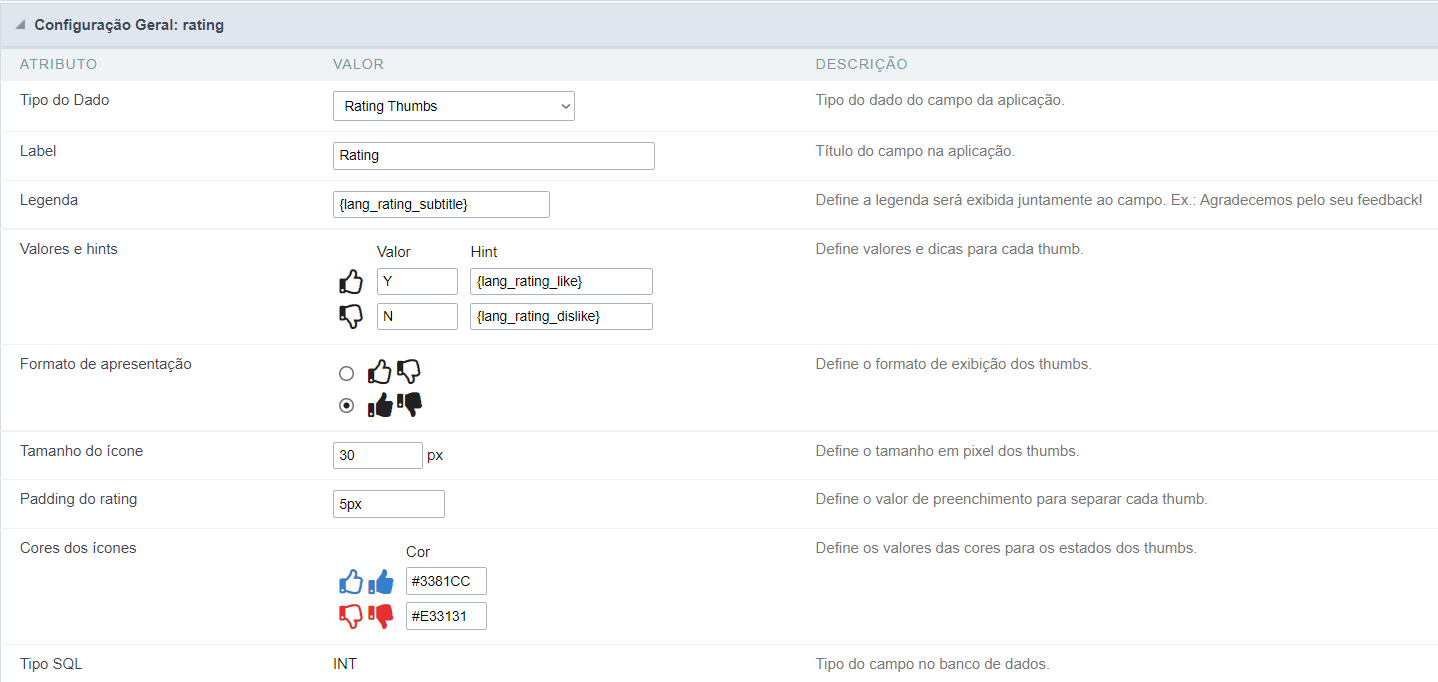 Configuração Geral: rating
ATRIBUTO VALOR DESCRIÇÃO
Tipo do Dado Rating Thumbs Tipo do dado do campo da aplicação.
Label Rating Título do campo na aplicação.
Legenda {lang_rating_subtitle} Define a legenda será exibida juntamente ao campo. Ex.: Agradecemos pelo seu feedback!
Valores e hints Valor Hint Define valores e dicas para cada thumb.
Y {lang_rating_like}
N {lang_rating_dislike}
Formato de apresentação Define o formato de exibição dos thumbs.
Tamanho do ícone 30 px Define o tamanho em pixel dos thumbs.
Padding do rating 5px Define o valor de preenchimento para separar cada thumb.
Cores dos ícones Cor Define os valores das cores para os estados dos thumbs.
#3381CC
#E33131
Tipo SQL INT Tipo do campo no banco de dados.